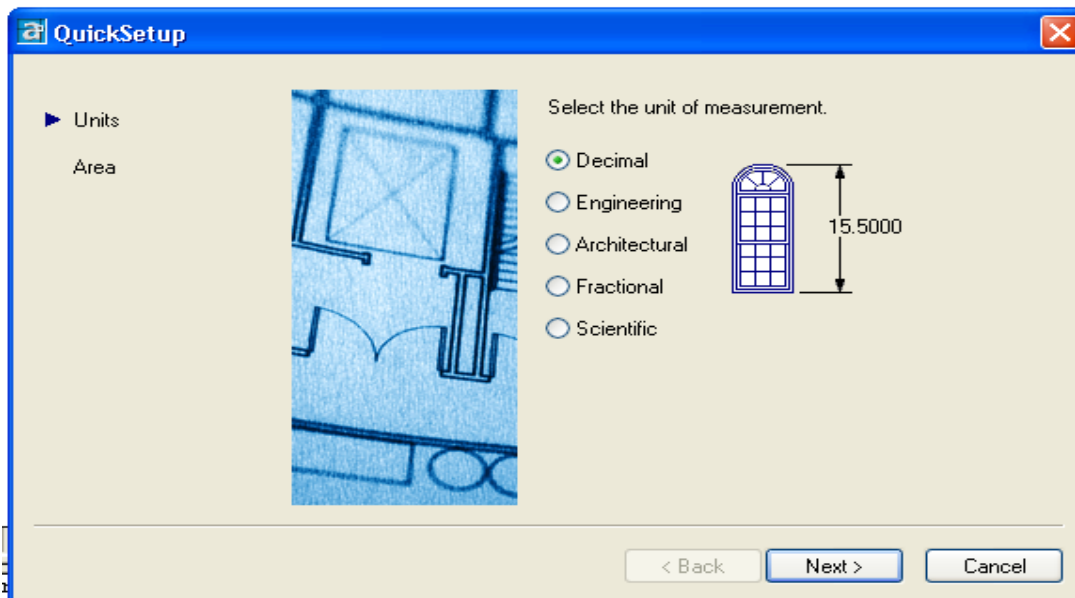 QuickSetup
Units
Area
Select the unit of measurement.
Decimal
Engineering
Architectural
Fractional
Scientific
15.5000
< Back
Next >
Cancel